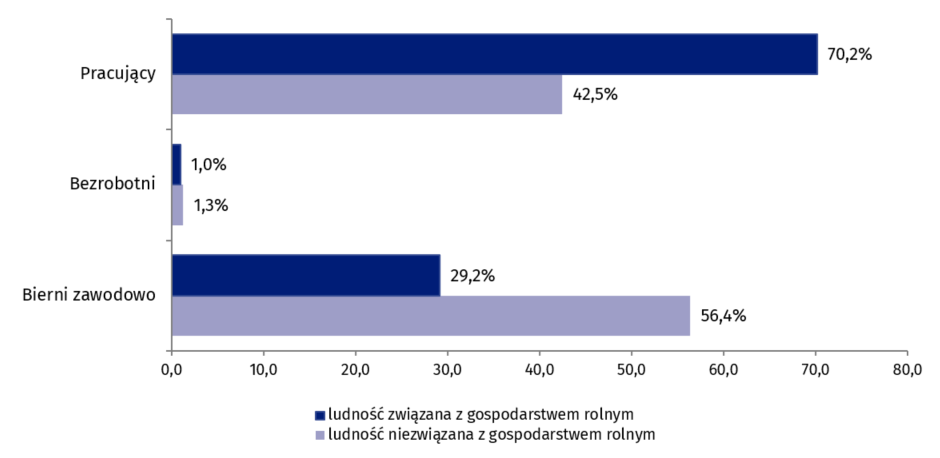 Pracujący
70,2%
42,5%
Bezrobotni
1,0%
1,3%
Bierni zawodowo
29,2%
56,4%
0,0 10,0 20,0 30,0 40,0 50,0 60,0 70,0 80,0
ludność związana z gospodarstwem rolnym
ludność niezwiązana z gospodarstwem rolnym